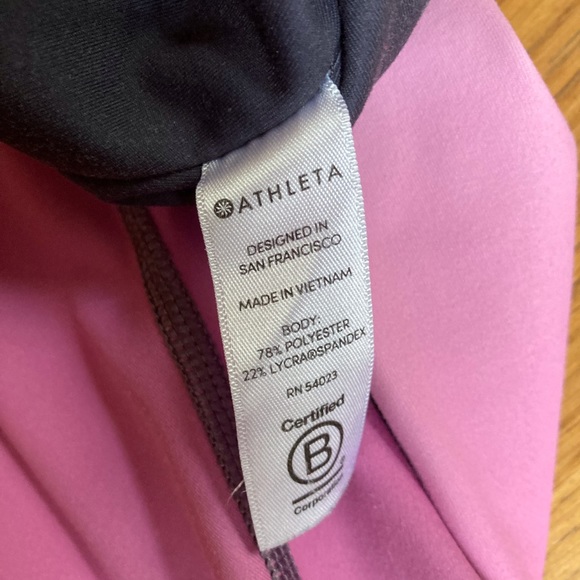 ATHLETA
DESIGNED IN
SAN FRANCISCO
MADE IN VIETNAM
BODY:
78% POLYESTER
22% LYCRA®SPANDEX
RN 54023
Certified
B
Corporation